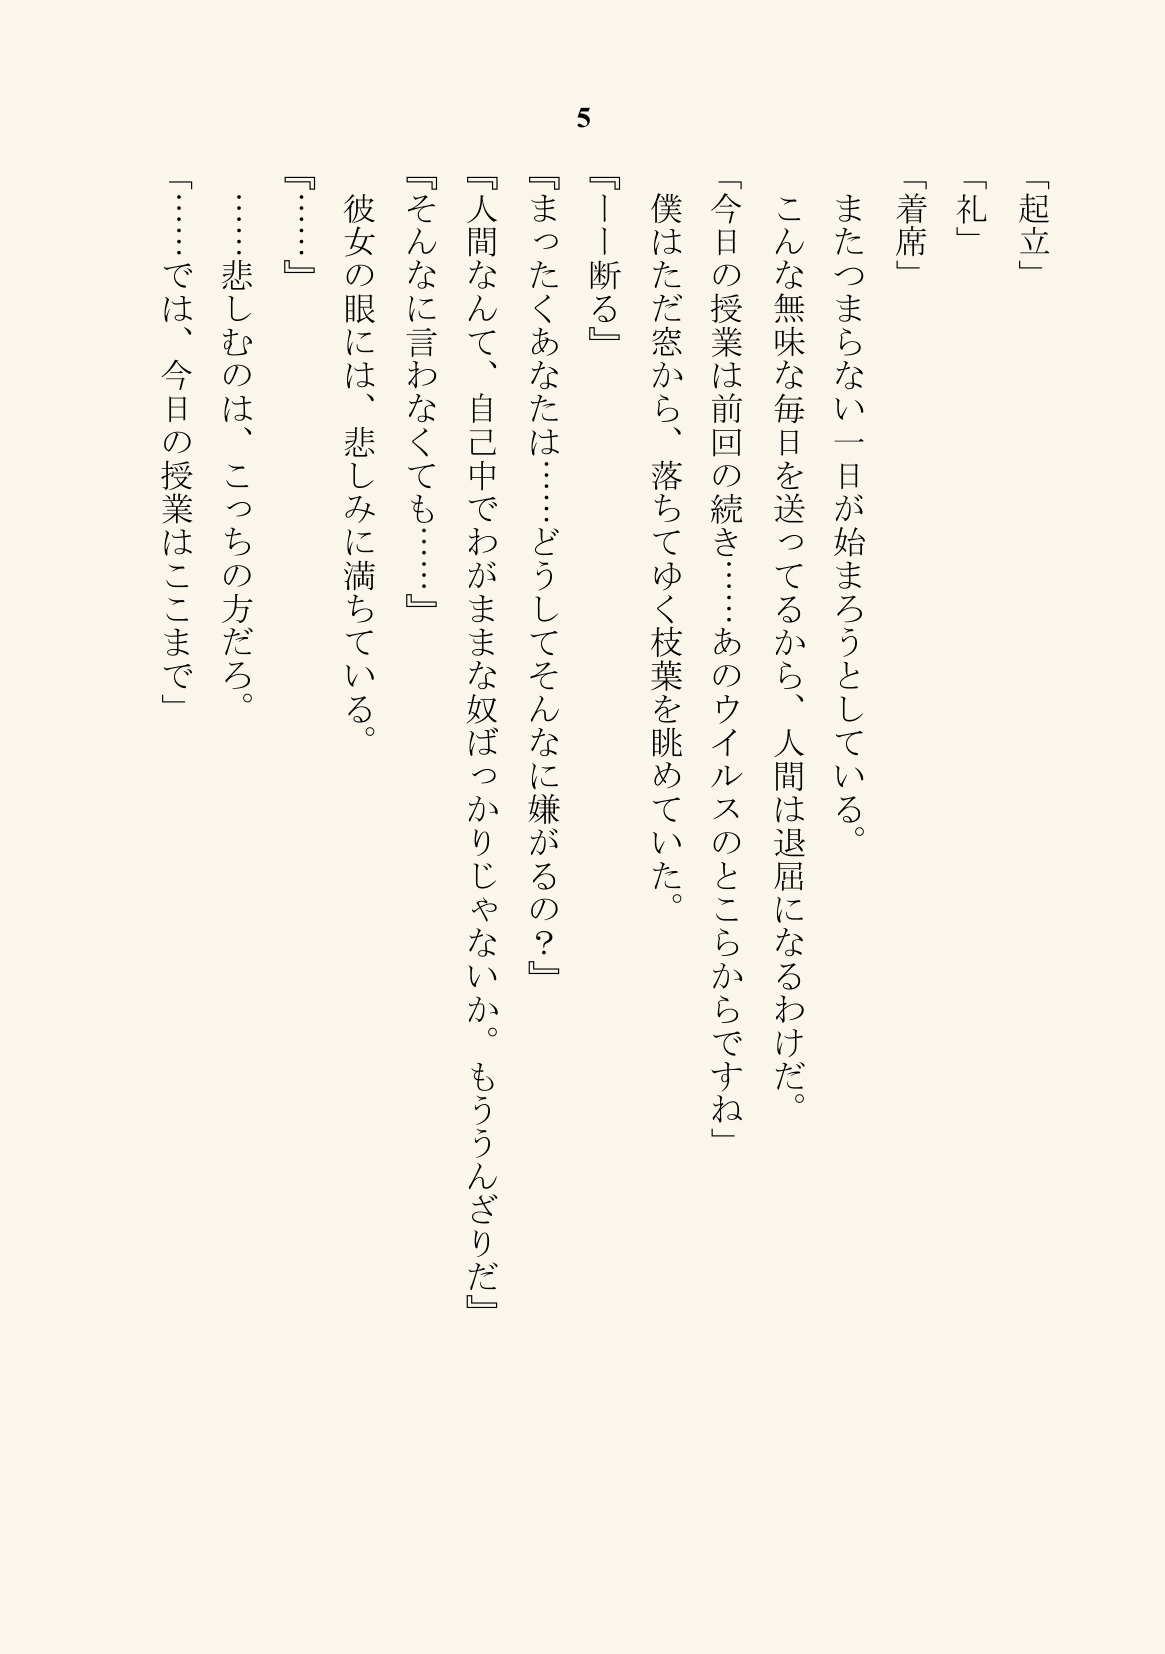 5
「起立」
「礼」
「着席」
　またつまらない一日が始まろうとしている。
　こんな無味な毎日を送ってるから、人間は退屈になるわけだ。
「今日の授業は前回の続き……あのウイルスのとこらからですね」
　僕はただ窓から、落ちてゆく枝葉を眺めていた。
『ーー断る』
『まったくあなたは……どうしてそんなに嫌がるの？』
『人間なんて、自己中でわがままな奴ばっかりじゃないか。もううんざりだ』
『そんなに言わなくても……』
　彼女の眼には、悲しみに満ちている。
『……』
　……悲しむのは、こっちの方だろ。
「……では、今日の授業はここまで」